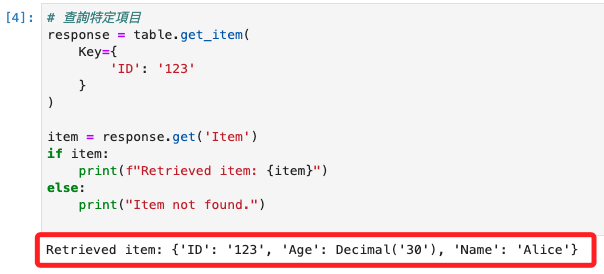 [4]: # 查詢特定項目
response = table.get_item(
    Key={
        'ID': '123'
    }
)

item = response.get('Item')
if item:
    print(f"Retrieved item: {item}")
else:
    print("Item not found.")

Retrieved item: {'ID': '123', 'Age': Decimal('30'), 'Name': 'Alice'}